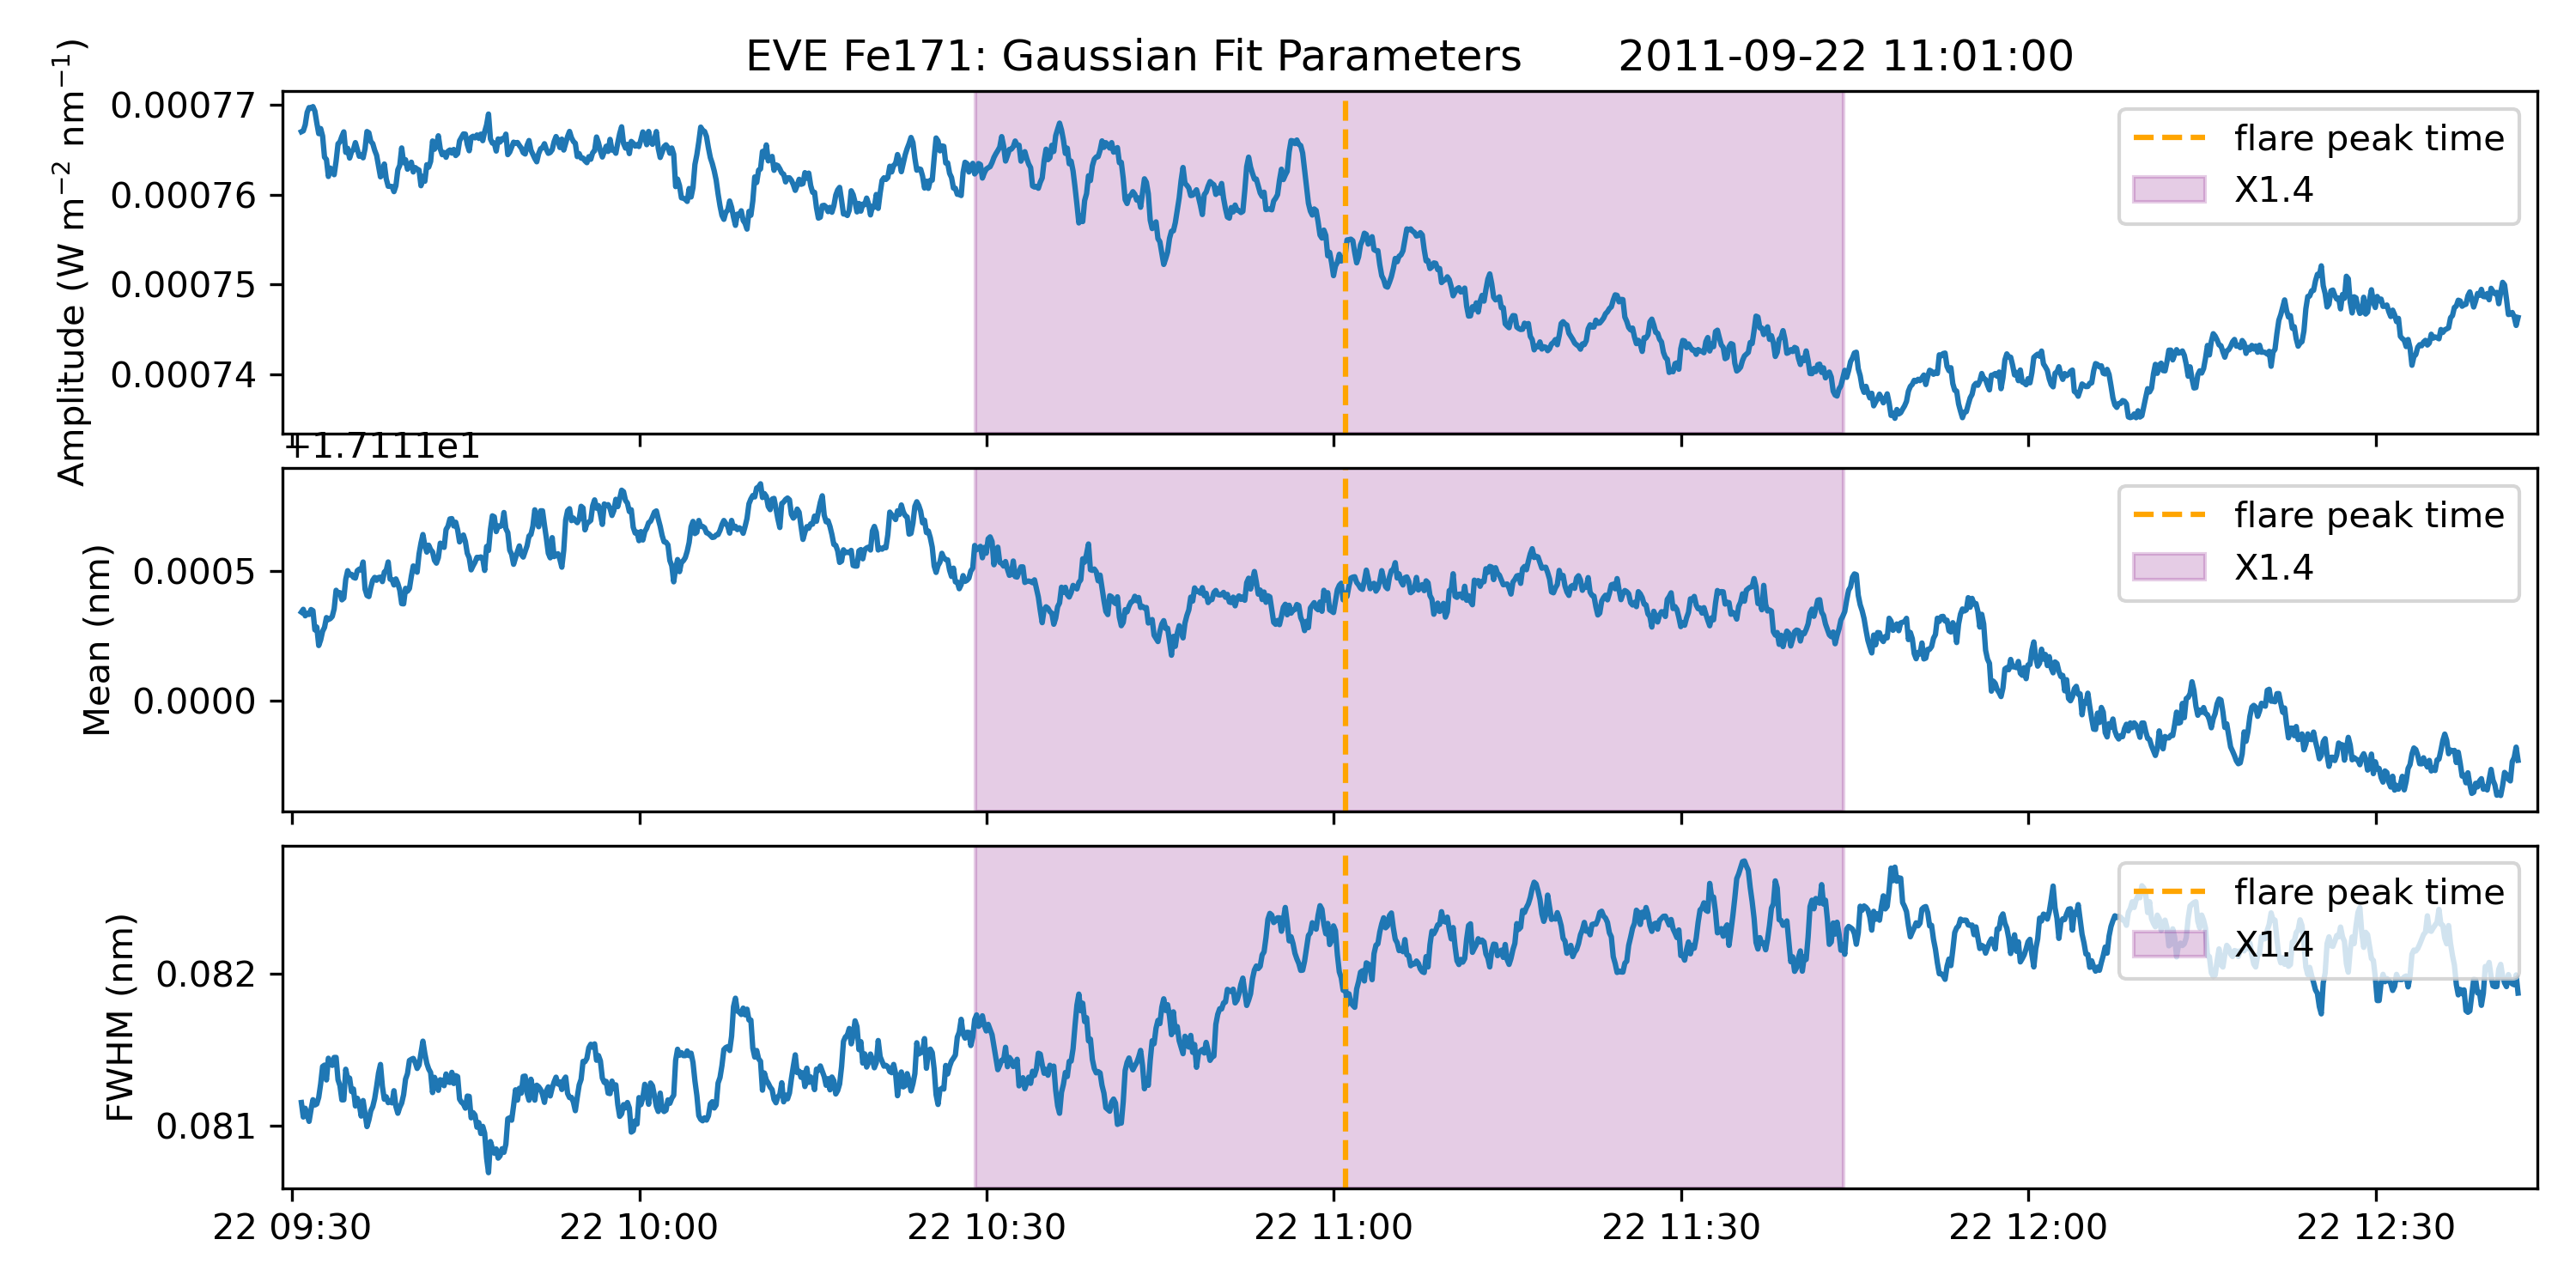 EVE Fe171: Gaussian Fit Parameters 2011-09-22 11:01:00
Amplitude (W m⁻² nm⁻¹)
0.00077
0.00076
0.00075
0.00074
flare peak time
X1.4
+1.7111e1
Mean (nm)
0.0005
0.0000
flare peak time
X1.4
FWHM (nm)
0.082
0.081
flare peak time
X1.4
22 09:30 22 10:00 22 10:30 22 11:00 22 11:30 22 12:00 22 12:30